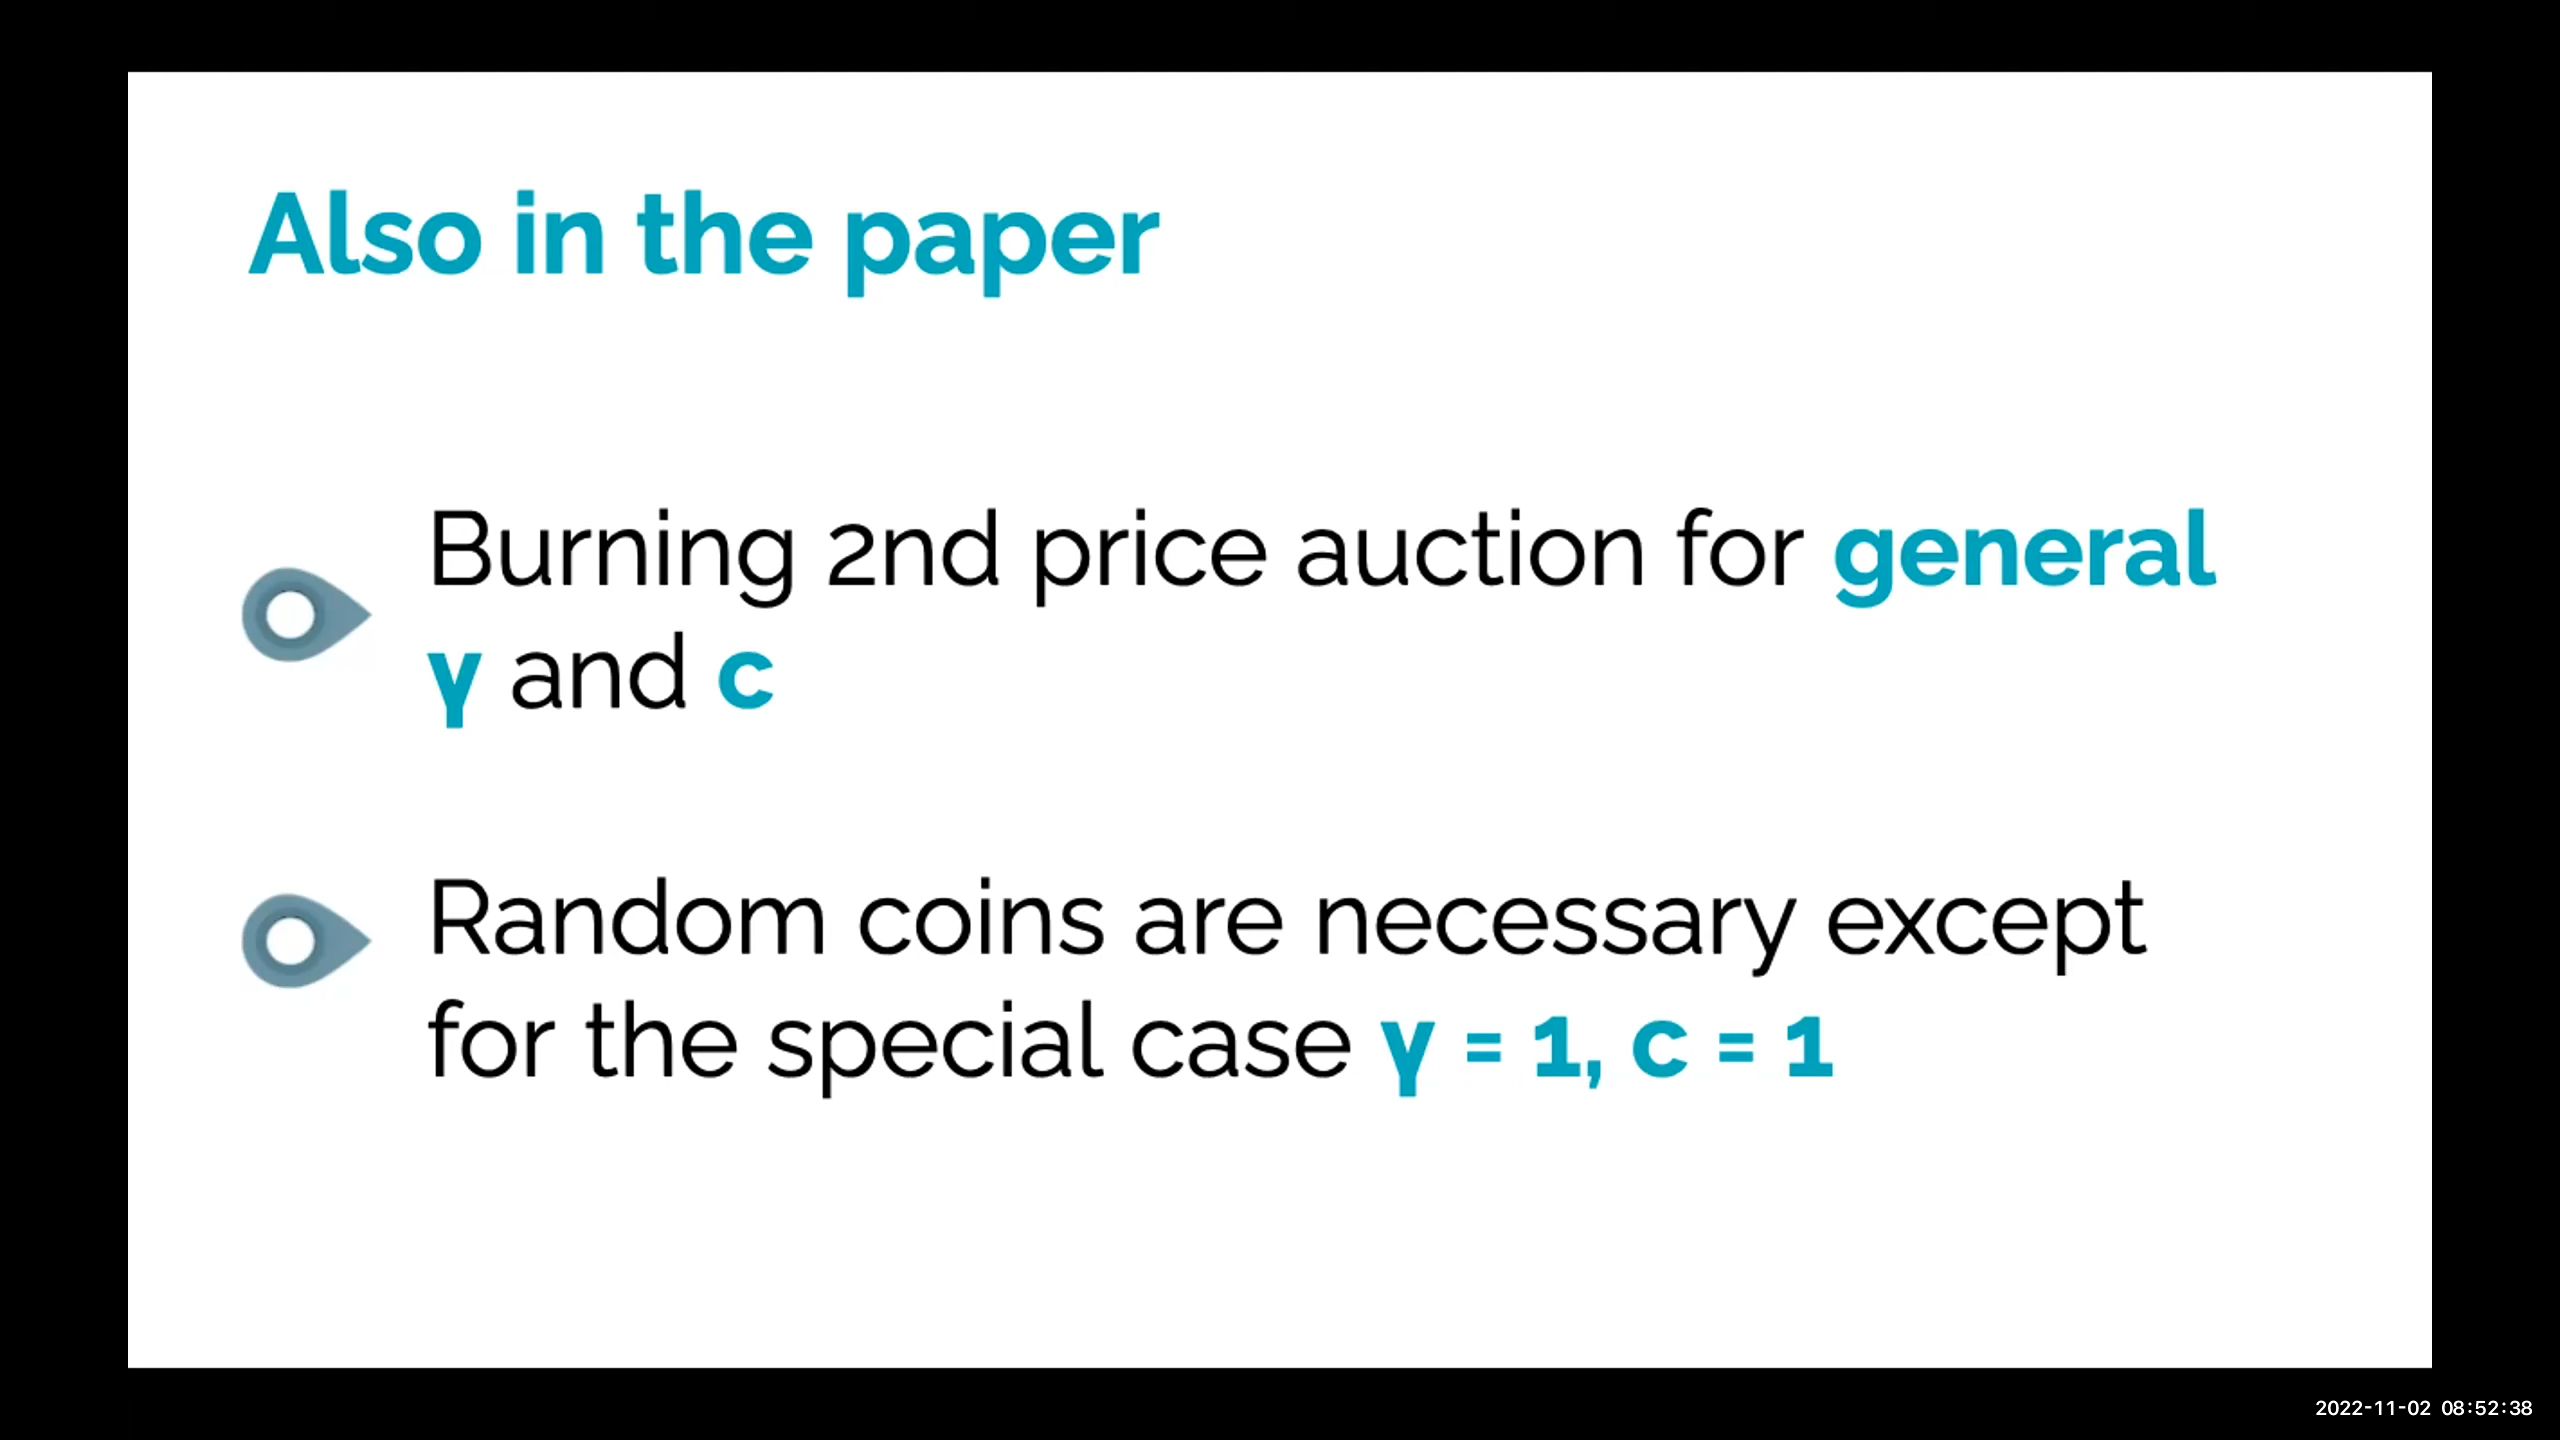 Also in the paper
Burning 2nd price auction for general
γ and c
Random coins are necessary except
for the special case γ = 1, c = 1
2022-11-02 08:52:38